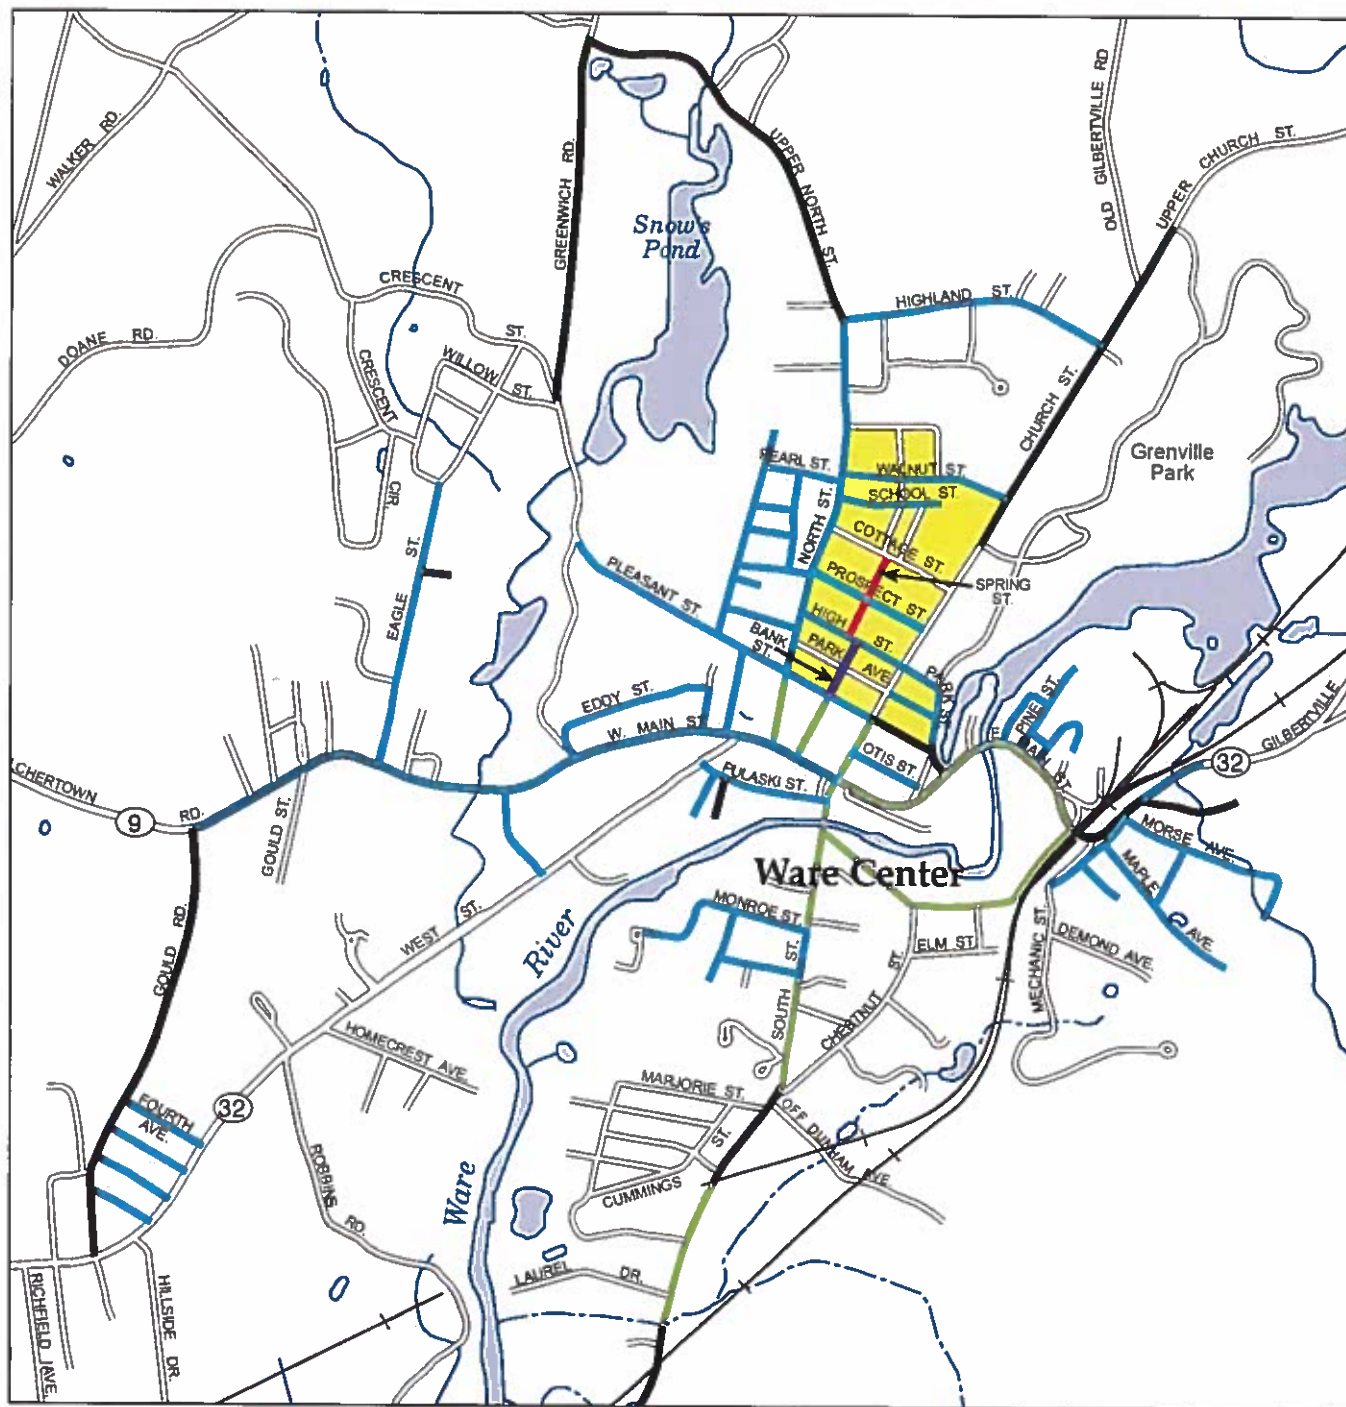 WALKER RD.
GREENWICH RD.
UPPER NORTH ST.
OLD GILBERTVILLE RD
UPPER CHURCH ST.
Snow's
Pond
CRESCENT ST.
HIGHLAND ST.
DOANE RD.
WILLOW ST.
CRESCENT CIR.
CHURCH ST.
Grenville
Park
PEARL ST.
WALNUT ST.
SCHOOL ST.
NORTH ST.
COTTAGE ST.
EAGLE ST.
PLEASANT ST
PROSPECT ST
SPRING
ST.
HIGH ST.
BANK
ST.
PARK AVE
PARK ST
EDDY ST.
W. MAIN ST
PINE ST.
E MAIN ST.
OTIS ST.
PULASKI ST.
32
GILBERTVILLE
LCHERTOWN RD.
9
GOULD ST.
MORSE AVE.
MAPLE AVE.
Ware Center
MONROE ST.
GOULD RD.
WEST ST.
River
ELM ST.
DEMOND AVE.
MECHANIC ST.
SOUTH ST.
CHERTNUT ST.
HOMECREST AVE.
MARJORIE ST.
FOURTH
AVE.
32
OFF DUNHAM AVE
ROBBINS RD.
CUMMINGS ST.
Ware
LAUREL DR.
RICHFIELD AVE.
HILLSIDE DR.